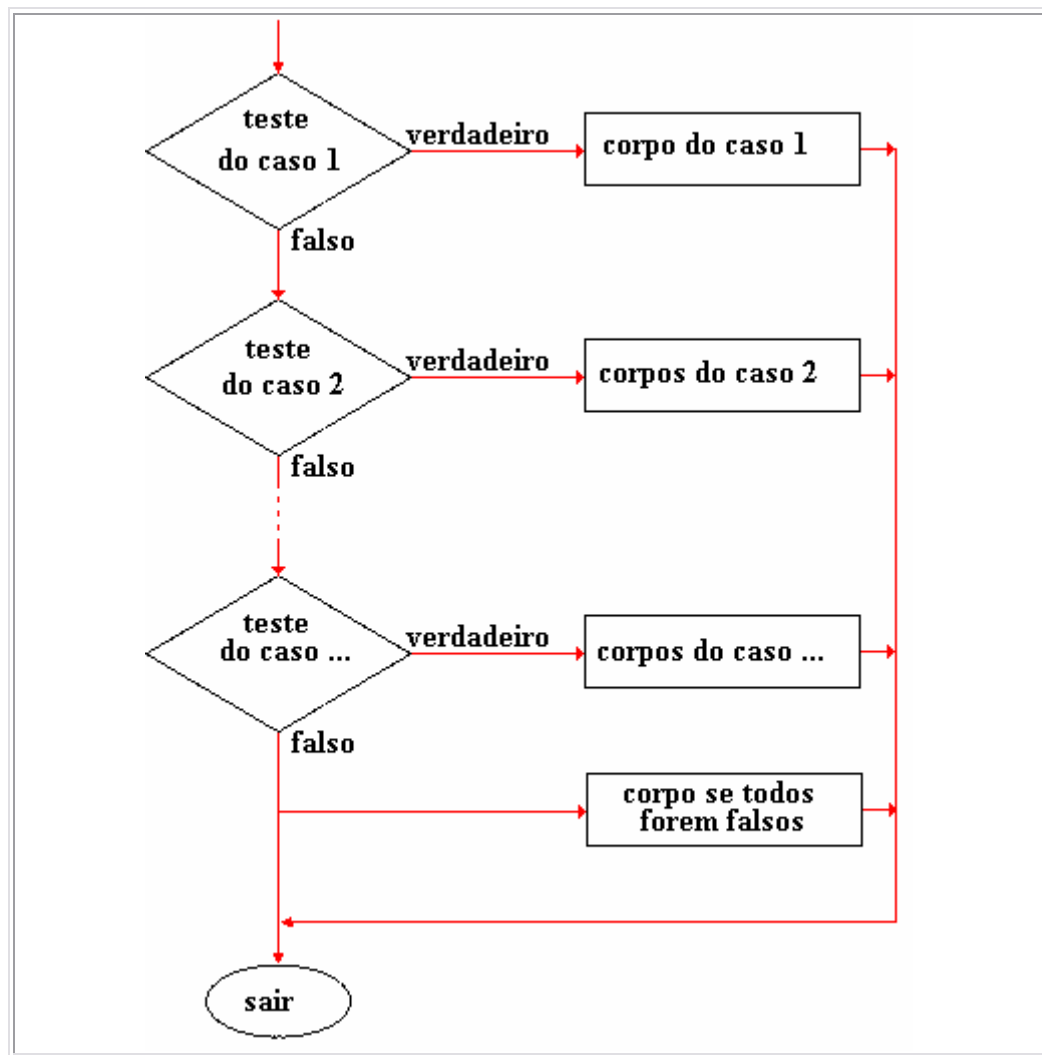 teste
do caso 1
verdadeiro
corpo do caso 1
falso
teste
do caso 2
verdadeiro
corpos do caso 2
falso
teste
do caso ...
verdadeiro
corpos do caso ...
falso
corpo se todos
forem falsos
sair